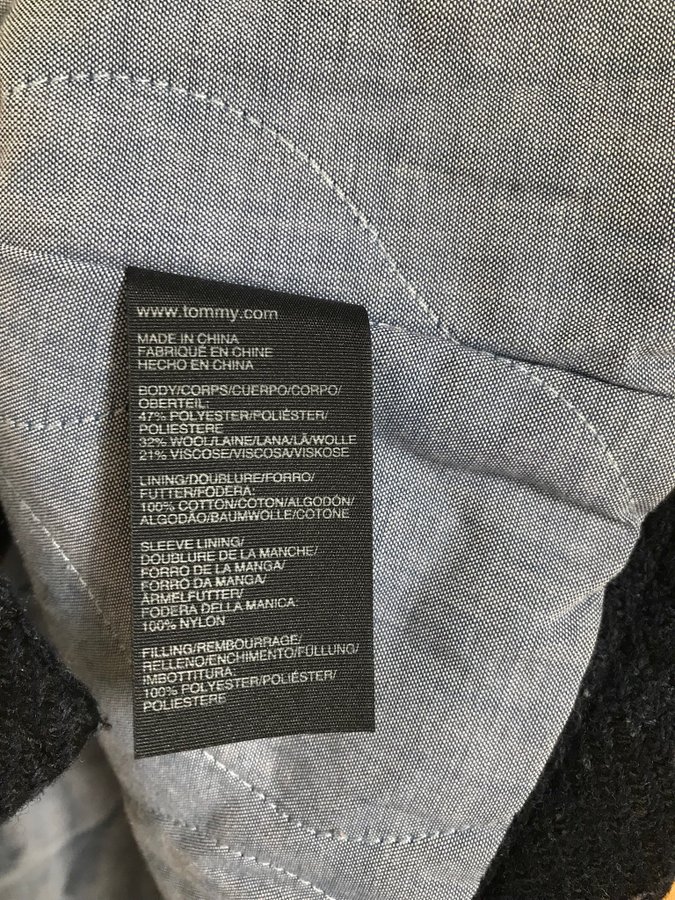 www.tommy.com
MADE IN CHINA
FABRIQUÉ EN CHINE
HECHO EN CHINA
BODY/CORPS/CUERPO/CORPO/
OBERTEIL:
47% POLYESTER/POLIÉSTER/
POLIESTERE
32% WOOL/LAINE/LANA/LÃ/WOLLE
21% VISCOSE/VISCOSA/VISKOSE
LINING/DOUBLURE/FORRO/
FUTTER/FODERA:
100% COTTON/COTON/ALGODÓN/
ALGODÃO/BAUMWOLLE/COTONE
SLEEVE LINING/
DOUBLURE DE LA MANCHE/
FORRO DE LA MANGA/
FORRO DA MANGA/
ÄRMELFUTTER/
FODERA DELLA MANICA:
100% NYLON
FILLING/REMBOURRAGE/
RELLENO/ENCHIMENTO/FÜLLUNG/
IMBOTTITURA:
100% POLYESTER/POLIÉSTER/
POLIESTERE